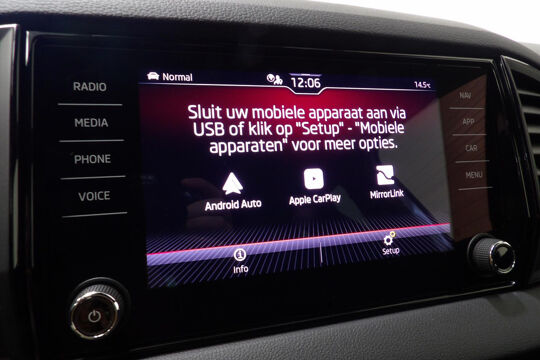 Normal
12:06
14.5°C
RADIO
MEDIA
PHONE
VOICE
Sluit uw mobiele apparaat aan via
USB of klik op "Setup" - "Mobiele
apparaten" voor meer opties.
Android Auto
Apple CarPlay
MirrorLink
Info
Setup
NAV
APP
CAR
MENU